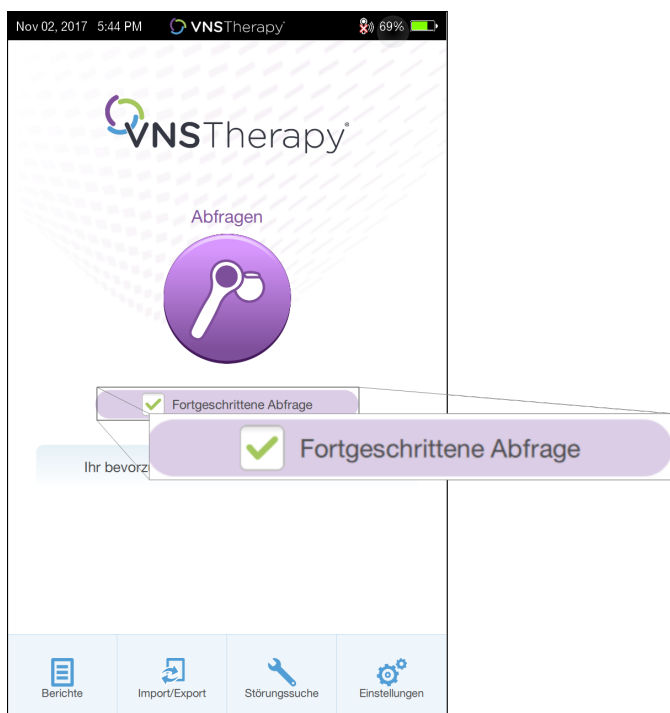 Nov 02, 2017 5:44 PM VNSTherapy 69%
VNSTherapy®
Abfragen
Fortgeschrittene Abfrage
Fortgeschrittene Abfrage
Ihr
Berichte Import/Export Störungssuche Einstellungen